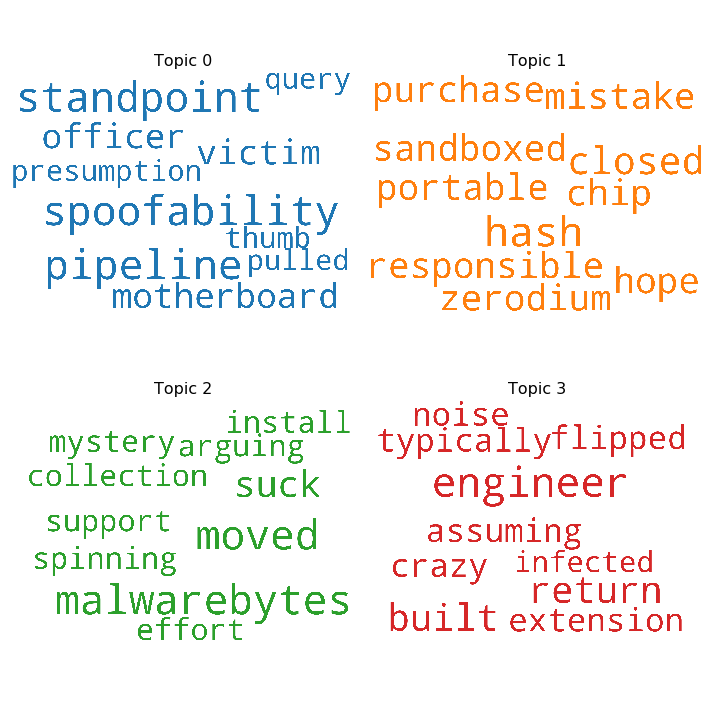 Topic 0
query
standpoint
officer
victim
presumption
spoofability
thumb
pipeline
pulled
motherboard
Topic 1
purchase
mistake
sandboxed
closed
portable
chip
hash
responsible
hope
zerodium
Topic 2
install
mystery
arguing
collection
suck
support
moved
spinning
malwarebytes
effort
Topic 3
noise
typically
flipped
engineer
assuming
crazy
infected
return
built
extension